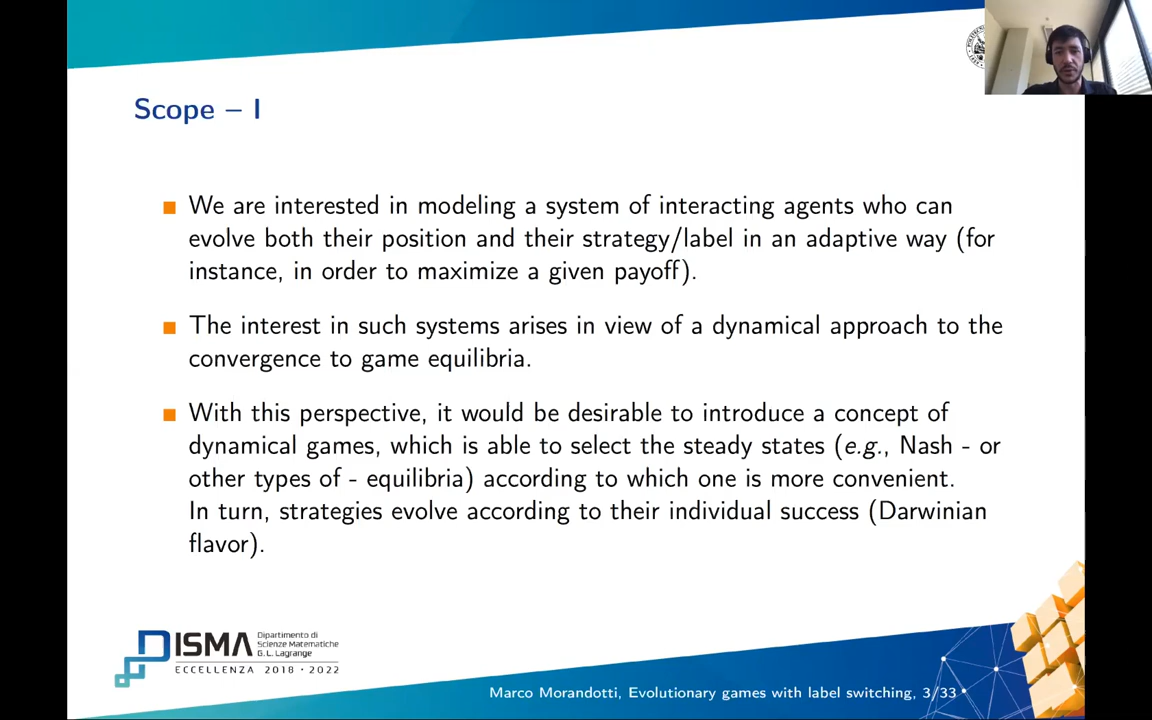 Scope – I
We are interested in modeling a system of interacting agents who can
evolve both their position and their strategy/label in an adaptive way (for
instance, in order to maximize a given payoff).
The interest in such systems arises in view of a dynamical approach to the
convergence to game equilibria.
With this perspective, it would be desirable to introduce a concept of
dynamical games, which is able to select the steady states (e.g., Nash - or
other types of - equilibria) according to which one is more convenient.
In turn, strategies evolve according to their individual success (Darwinian
flavor).
DISMA
Dipartimento di
Scienze Matematiche
G. L. Lagrange
ECCELLENZA 2018 · 2022
Marco Morandotti, Evolutionary games with label switching, 3/33